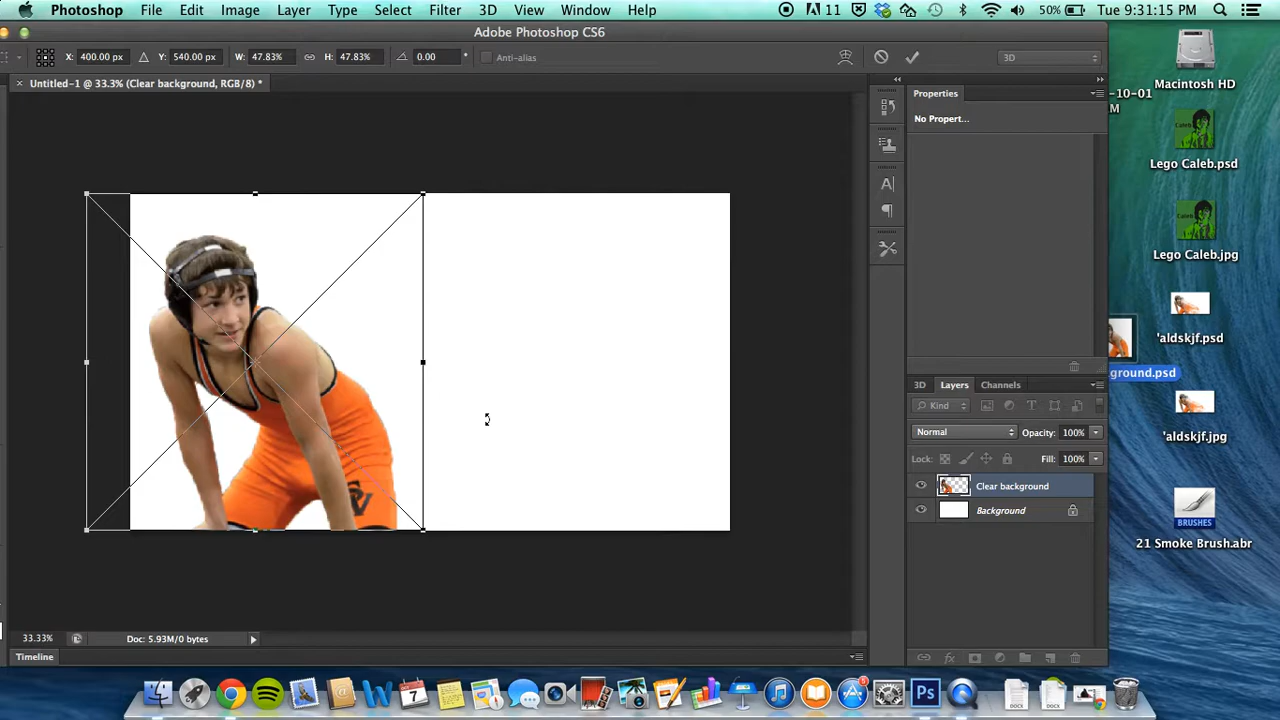 Photoshop File Edit Image Layer Type Select Filter 3D View Window Help 11 50% Tue 9:31:15 PM
Adobe Photoshop CS6
X: 400.00 px Y: 540.00 px W: 47.83% H: 47.83% 0.00 ° Anti-alias 3D
Untitled-1 @ 33.3% (Clear background, RGB/8) *
Properties
No Propert...
Macintosh HD
-10-01
M
Lego Caleb.psd
Lego Caleb.jpg
'aldskjf.psd
ground.psd
'aldskjf.jpg
3D Layers Channels
Kind
Normal Opacity: 100%
Lock: Fill: 100%
Clear background
Background
BRUSHES
21 Smoke Brush.abr
33.33% Doc: 5.93M/0 bytes
Timeline